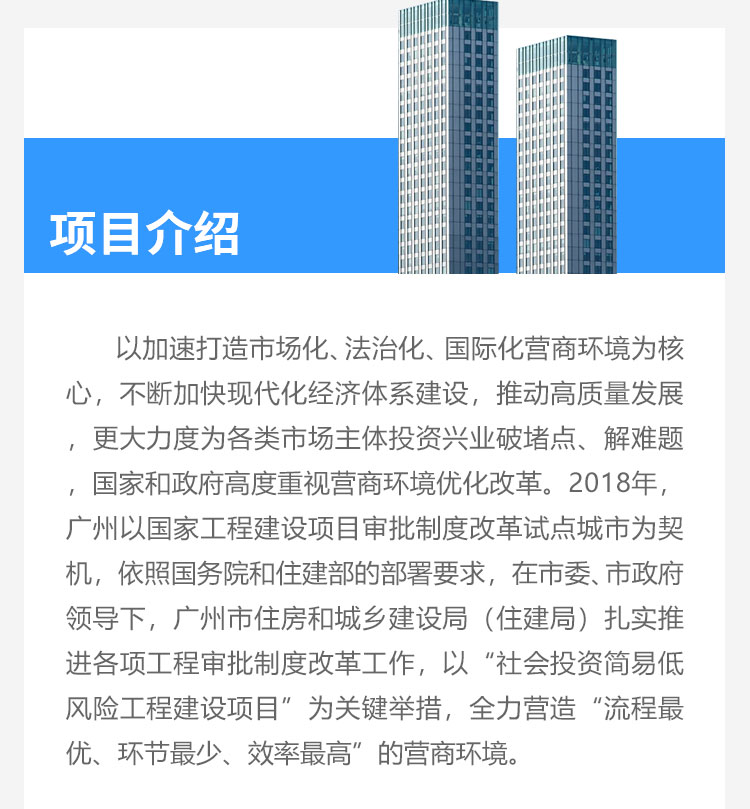 项目介绍
以加速打造市场化、法治化、国际化营商环境为核
心，不断加快现代化经济体系建设，推动高质量发展
，更大力度为各类市场主体投资兴业破堵点、解难题
，国家和政府高度重视营商环境优化改革。2018年，
广州以国家工程建设项目审批制度改革试点城市为契
机，依照国务院和住建部的部署要求，在市委、市政府
领导下，广州市住房和城乡建设局（住建局）扎实推
进各项工程审批制度改革工作，以“社会投资简易低
风险工程建设项目”为关键举措，全力营造“流程最
优、环节最少、效率最高”的营商环境。